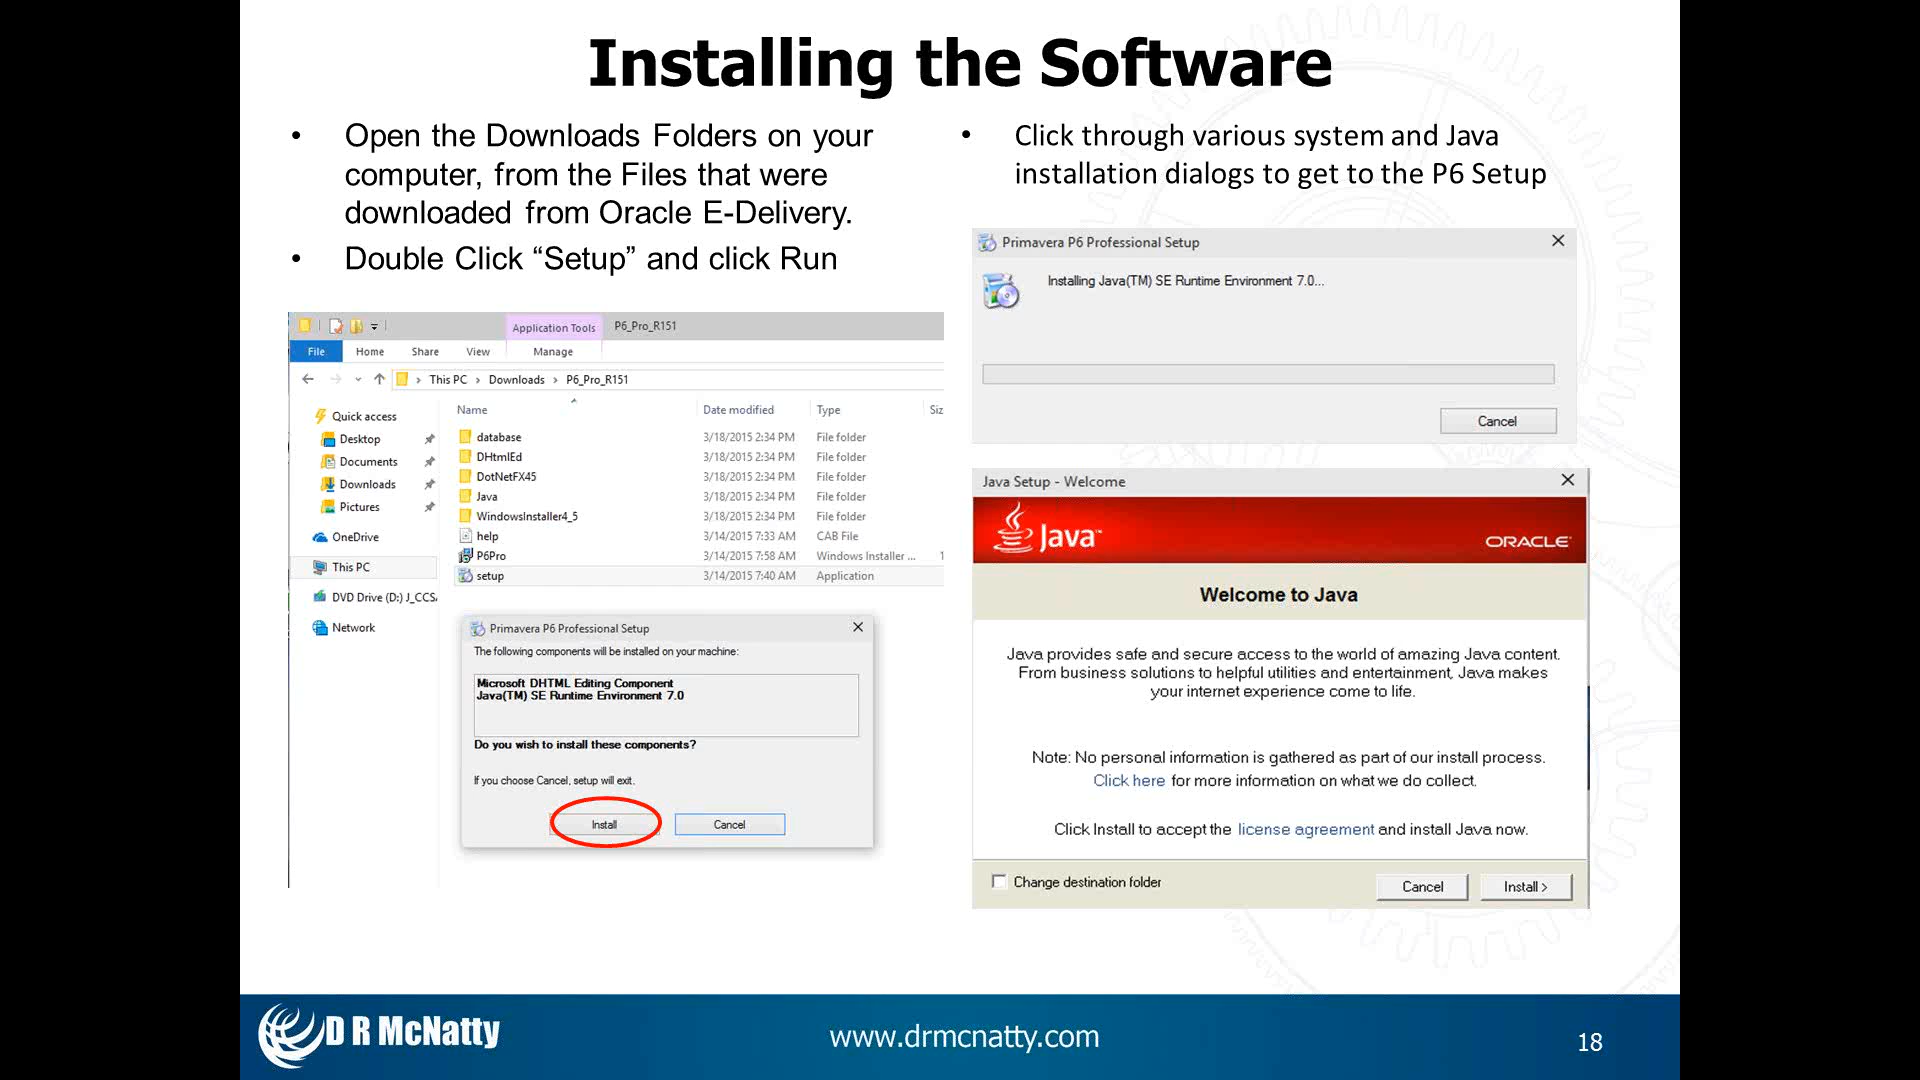 Installing the Software
• Open the Downloads Folders on your
computer, from the Files that were
downloaded from Oracle E-Delivery.
• Double Click “Setup” and click Run
Application Tools P6_Pro_R151
File Home Share View Manage
This PC › Downloads › P6_Pro_R151
Name Date modified Type Siz
Quick access
Desktop
Documents
Downloads
Pictures
OneDrive
This PC
DVD Drive (D:) J_CCSA
Network
database 3/18/2015 2:34 PM File folder
DHtmlEd 3/18/2015 2:34 PM File folder
DotNetFX45 3/18/2015 2:34 PM File folder
Java 3/18/2015 2:34 PM File folder
WindowsInstaller4_5 3/18/2015 2:34 PM File folder
help 3/14/2015 7:33 AM CAB File
P6Pro 3/14/2015 7:58 AM Windows Installer ... 1
setup 3/14/2015 7:40 AM Application
Primavera P6 Professional Setup
The following components will be installed on your machine:
Microsoft DHTML Editing Component
Java(TM) SE Runtime Environment 7.0
Do you wish to install these components?
If you choose Cancel, setup will exit.
Install Cancel
• Click through various system and Java
installation dialogs to get to the P6 Setup
Primavera P6 Professional Setup
Installing Java(TM) SE Runtime Environment 7.0...
Cancel
Java Setup - Welcome
Java™ ORACLE
Welcome to Java
Java provides safe and secure access to the world of amazing Java content.
From business solutions to helpful utilities and entertainment, Java makes
your internet experience come to life.
Note: No personal information is gathered as part of our install process.
Click here for more information on what we do collect.
Click Install to accept the license agreement and install Java now.
Change destination folder Cancel Install >
D R McNatty
www.drmcnatty.com
18